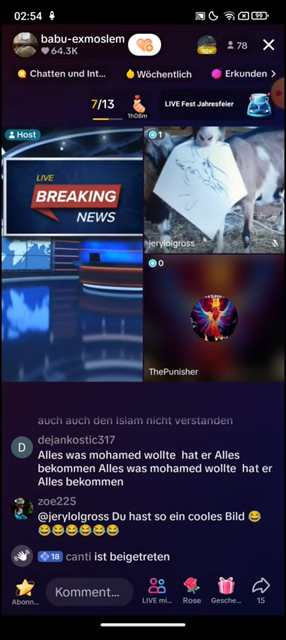 02:54
99
babu-exmoslem
64.3K
78
Chatten und Int...
Wöchentlich
Erkunden
7/13
1h08m
LIVE Fest Jahresfeier
Host
1
LIVE
BREAKING
NEWS
jerylolgross
0
ThePunisher
auch auch den Islam nicht verstanden
D
dejankostic317
Alles was mohamed wollte hat er Alles
bekommen Alles was mohamed wollte hat er
Alles bekommen
zoe225
@jerylolgross Du hast so ein cooles Bild 😂
😂😂😂😂😂😂
18 canti ist beigetreten
Kommentar...
Abonn...
LIVE mi...
Rose
Gesche...
15